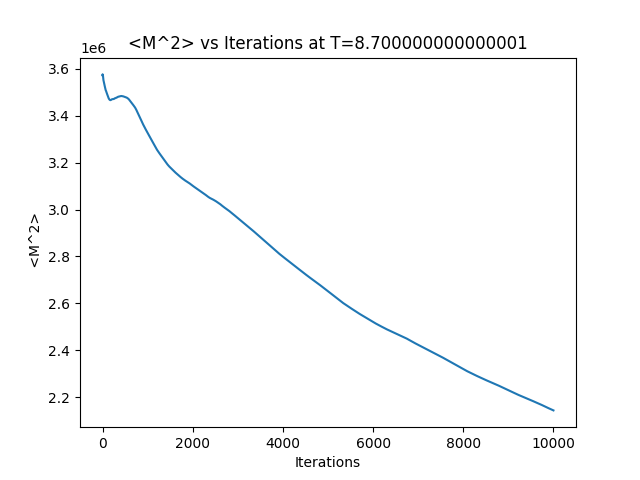 <M^2> vs Iterations at T=8.700000000000001
1e6
3.6
3.4
3.2
3.0
2.8
2.6
2.4
2.2
<M^2>
0 2000 4000 6000 8000 10000
Iterations